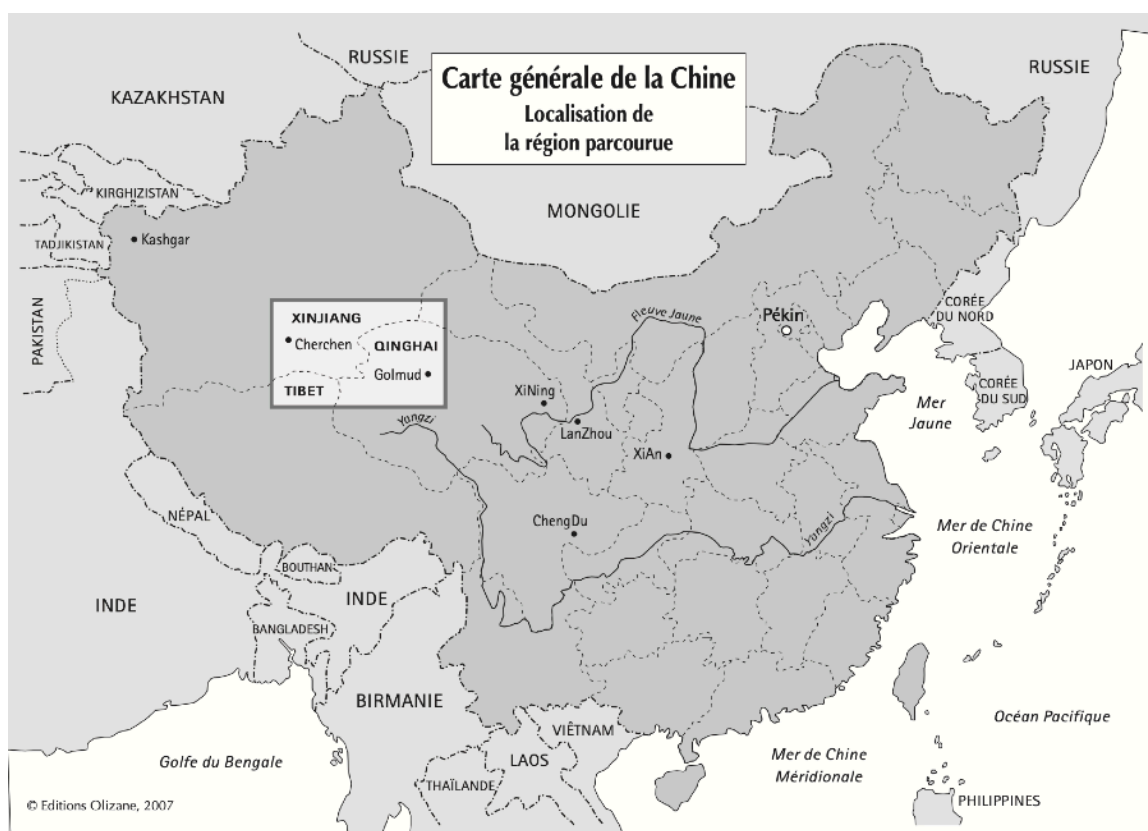 Carte générale de la Chine
Localisation de
la région parcourue
RUSSIE
RUSSIE
KAZAKHSTAN
KIRGHIZISTAN
MONGOLIE
TADJIKISTAN
Kashgar
PAKISTAN
XINJIANG
Cherchen
QINGHAI
Golmud
TIBET
Fleuve Jaune
Pékin
CORÉE
DU NORD
CORÉE
DU SUD
JAPON
XiNing
LanZhou
XiAn
Mer
Jaune
Yangzi
ChengDu
Yangzi
Mer de Chine
Orientale
NÉPAL
BOUTHAN
INDE
INDE
BANGLADESH
BIRMANIE
VIÊTNAM
LAOS
THAÏLANDE
Golfe du Bengale
Mer de Chine
Méridionale
Océan Pacifique
PHILIPPINES
© Editions Olizane, 2007